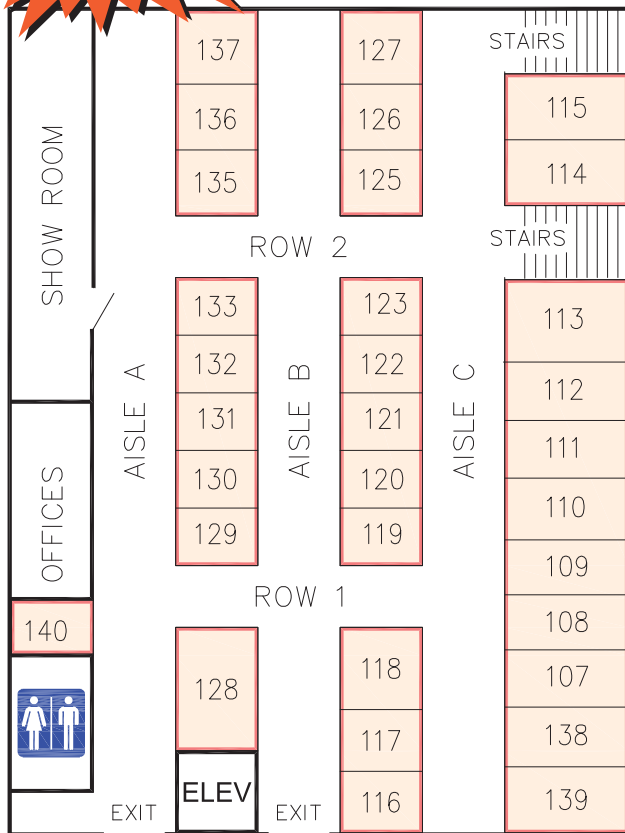 STAIRS
137
127
115
136
126
SHOW ROOM
135
125
114
ROW 2
STAIRS
133
123
113
132
122
112
AISLE A
131
AISLE B
121
AISLE C
111
130
120
110
OFFICES
129
119
109
ROW 1
140
108
128
118
107
117
138
ELEV
116
139
EXIT
EXIT